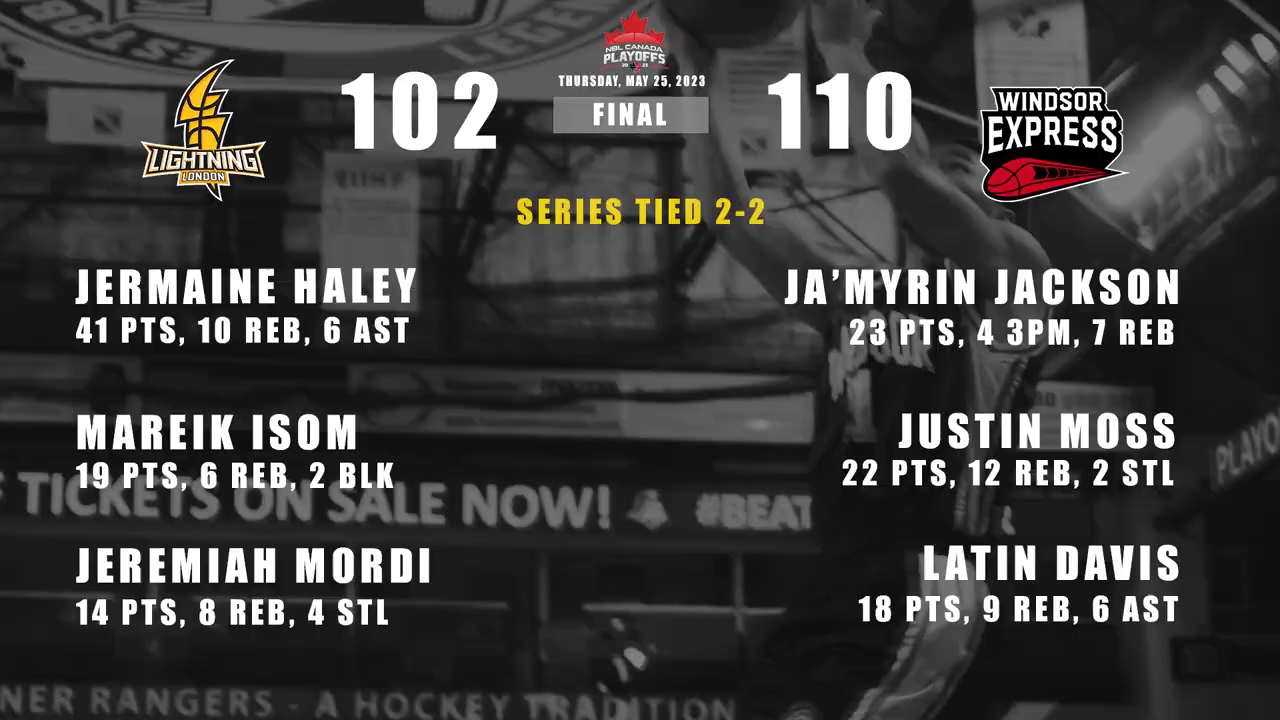 LEGEN
NBL CANADA
PLAYOFFS
2023
THURSDAY, MAY 25, 2023
FINAL
LIGHTNING
LONDON
102
110
WINDSOR
EXPRESS
SERIES TIED 2-2
JERMAINE HALEY
41 PTS, 10 REB, 6 AST
MAREIK ISOM
19 PTS, 6 REB, 2 BLK
JEREMIAH MORDI
14 PTS, 8 REB, 4 STL
JA'MYRIN JACKSON
23 PTS, 4 3PM, 7 REB
JUSTIN MOSS
22 PTS, 12 REB, 2 STL
LATIN DAVIS
18 PTS, 9 REB, 6 AST
F TICKETS ON SALE NOW! #BEAT
PLAYO
NER RANGERS - A HOCKEY TRADITION